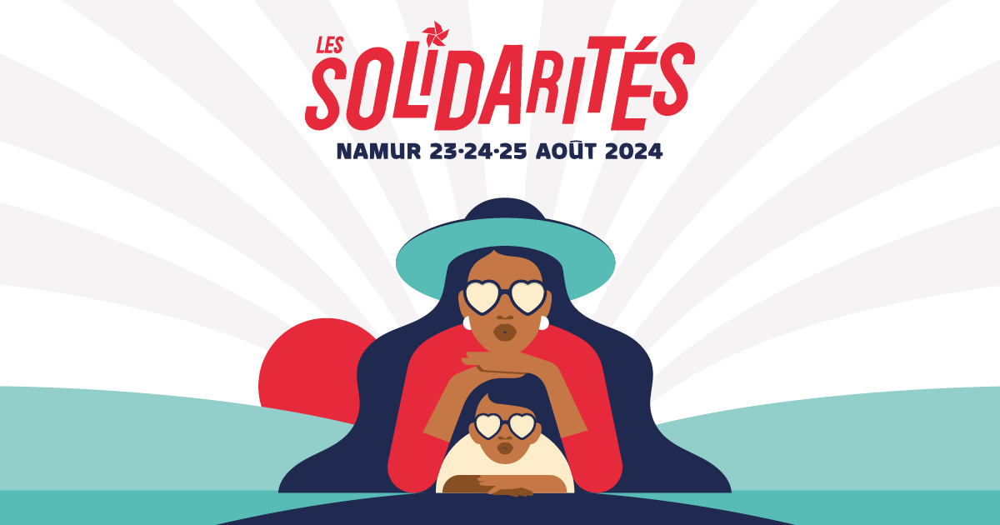 LES
SOLiDARiTÉS
NAMUR 23·24·25 AOÛT 2024